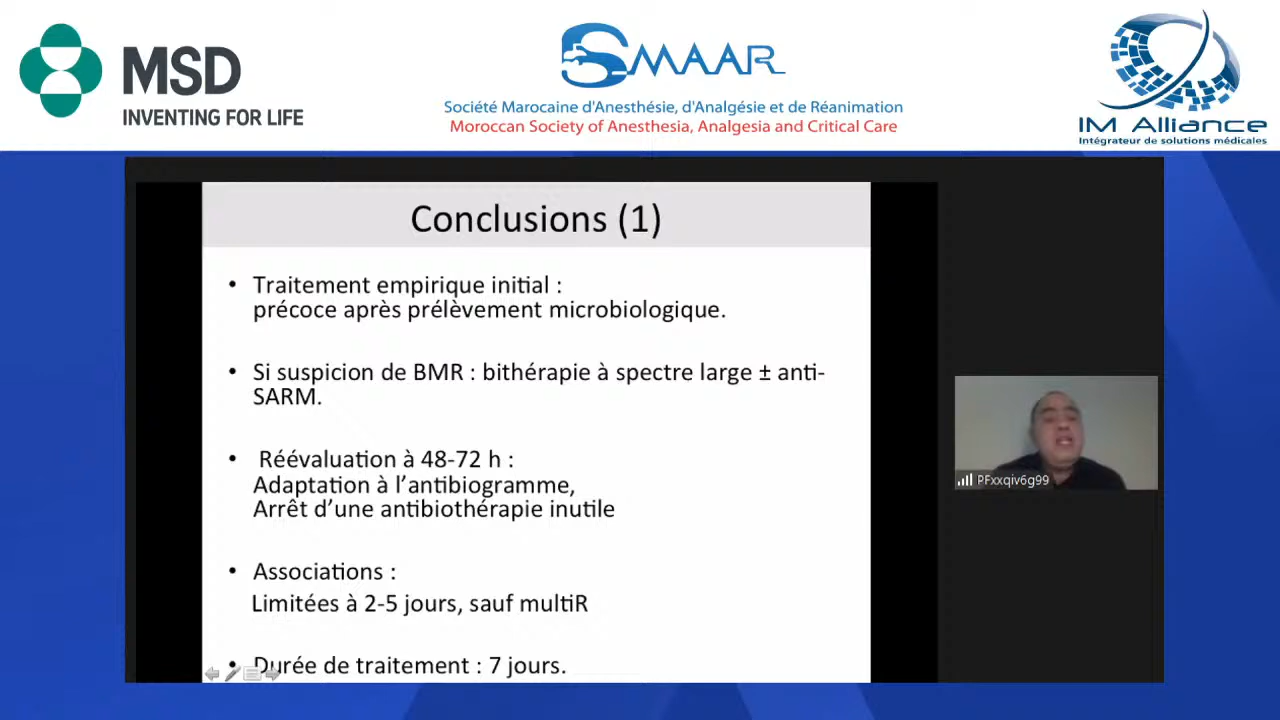 MSD
INVENTING FOR LIFE
SMAAR
Société Marocaine d'Anesthésie, d'Analgésie et de Réanimation
Moroccan Society of Anesthesia, Analgesia and Critical Care
IM Alliance
Intégrateur de solutions médicales
Conclusions (1)
• Traitement empirique initial :
précoce après prélèvement microbiologique.
• Si suspicion de BMR : bithérapie à spectre large ± anti-
SARM.
• Réévaluation à 48-72 h :
Adaptation à l’antibiogramme,
Arrêt d’une antibiothérapie inutile
• Associations :
Limitées à 2-5 jours, sauf multiR
• Durée de traitement : 7 jours.
PFxxqiv6g99